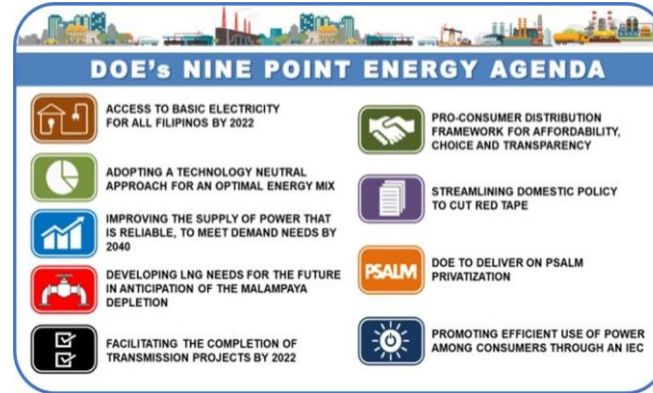 DOE's NINE POINT ENERGY AGENDA
ACCESS TO BASIC ELECTRICITY
FOR ALL FILIPINOS BY 2022
ADOPTING A TECHNOLOGY NEUTRAL
APPROACH FOR AN OPTIMAL ENERGY MIX
IMPROVING THE SUPPLY OF POWER THAT
IS RELIABLE, TO MEET DEMAND NEEDS BY
2040
DEVELOPING LNG NEEDS FOR THE FUTURE
IN ANTICIPATION OF THE MALAMPAYA
DEPLETION
FACILITATING THE COMPLETION OF
TRANSMISSION PROJECTS BY 2022
PRO-CONSUMER DISTRIBUTION
FRAMEWORK FOR AFFORDABILITY,
CHOICE AND TRANSPARENCY
STREAMLINING DOMESTIC POLICY
TO CUT RED TAPE
PSALM
DOE TO DELIVER ON PSALM
PRIVATIZATION
PROMOTING EFFICIENT USE OF POWER
AMONG CONSUMERS THROUGH AN IEC